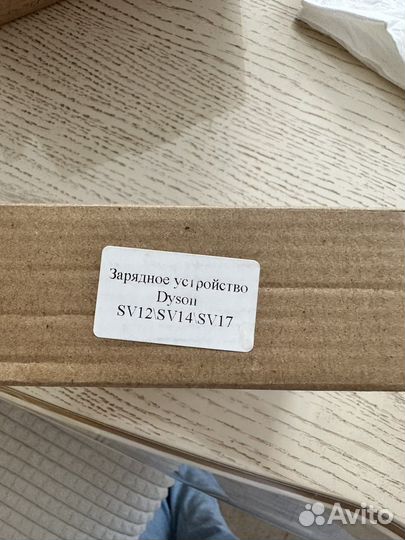 Зарядное устройство
Dyson
SV12\SV14\SV17
Avito